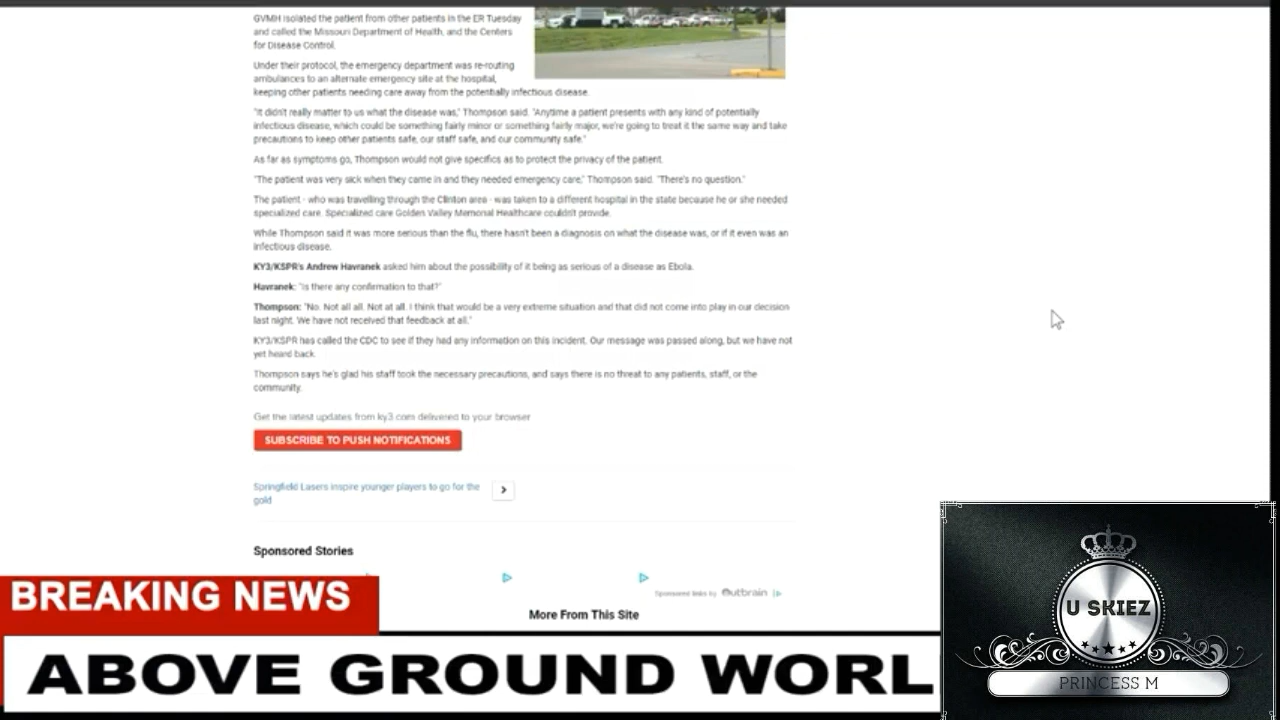 GVMH isolated the patient from other patients in the ER Tuesday
and called the Missouri Department of Health, and the Centers
for Disease Control.
Under their protocol, the emergency department was re-routing
ambulances to an alternate emergency site at the hospital,
keeping other patients needing care away from the potentially infectious disease.
"It didn't really matter to us what the disease was," Thompson said. "Anytime a patient presents with any kind of potentially
infectious disease, which could be something fairly minor or something fairly major, we're going to treat it the same way and take
precautions to keep other patients safe, our staff safe, and our community safe."
As far as symptoms go, Thompson would not give specifics as to protect the privacy of the patient.
"The patient was very sick when they came in and they needed emergency care," Thompson said. "There's no question."
The patient - who was travelling through the Clinton area - was taken to a different hospital in the state because he or she needed
specialized care. Specialized care Golden Valley Memorial Healthcare couldn't provide.
While Thompson said it was more serious than the flu, there hasn't been a diagnosis on what the disease was, or if it even was an
infectious disease.
KY3/KSPR's Andrew Havranek asked him about the possibility of it being as serious of a disease as Ebola.
Havranek: "Is there any confirmation to that?"
Thompson: "No. Not all all. Not at all. I think that would be a very extreme situation and that did not come into play in our decision
last night. We have not received that feedback at all."
KY3/KSPR has called the CDC to see if they had any information on this incident. Our message was passed along, but we have not
yet heard back.
Thompson says he's glad his staff took the necessary precautions, and says there is no threat to any patients, staff, or the
community.
Get the latest updates from ky3.com delivered to your browser
SUBSCRIBE TO PUSH NOTIFICATIONS
Springfield Lasers inspire younger players to go for the
gold
Sponsored Stories
Sponsored links by Outbrain
More From This Site
BREAKING NEWS
ABOVE GROUND WORL
U SKIEZ
PRINCESS M